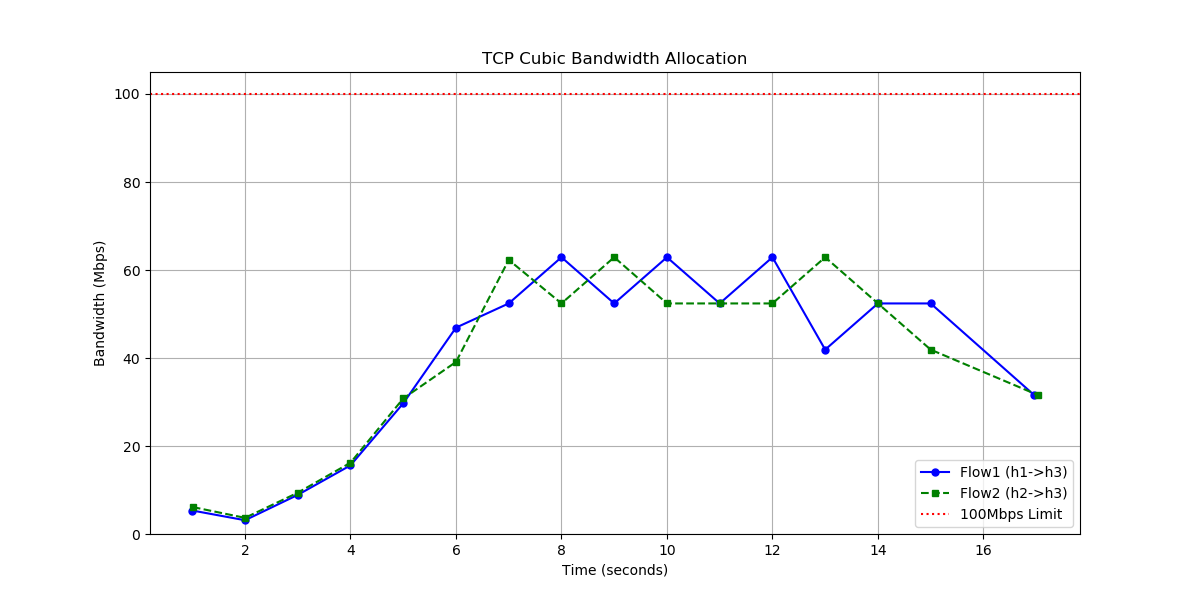 TCP Cubic Bandwidth Allocation
100
80
60
40
20
0
Bandwidth (Mbps)
2 4 6 8 10 12 14 16
Time (seconds)
Flow1 (h1->h3)
Flow2 (h2->h3)
100Mbps Limit